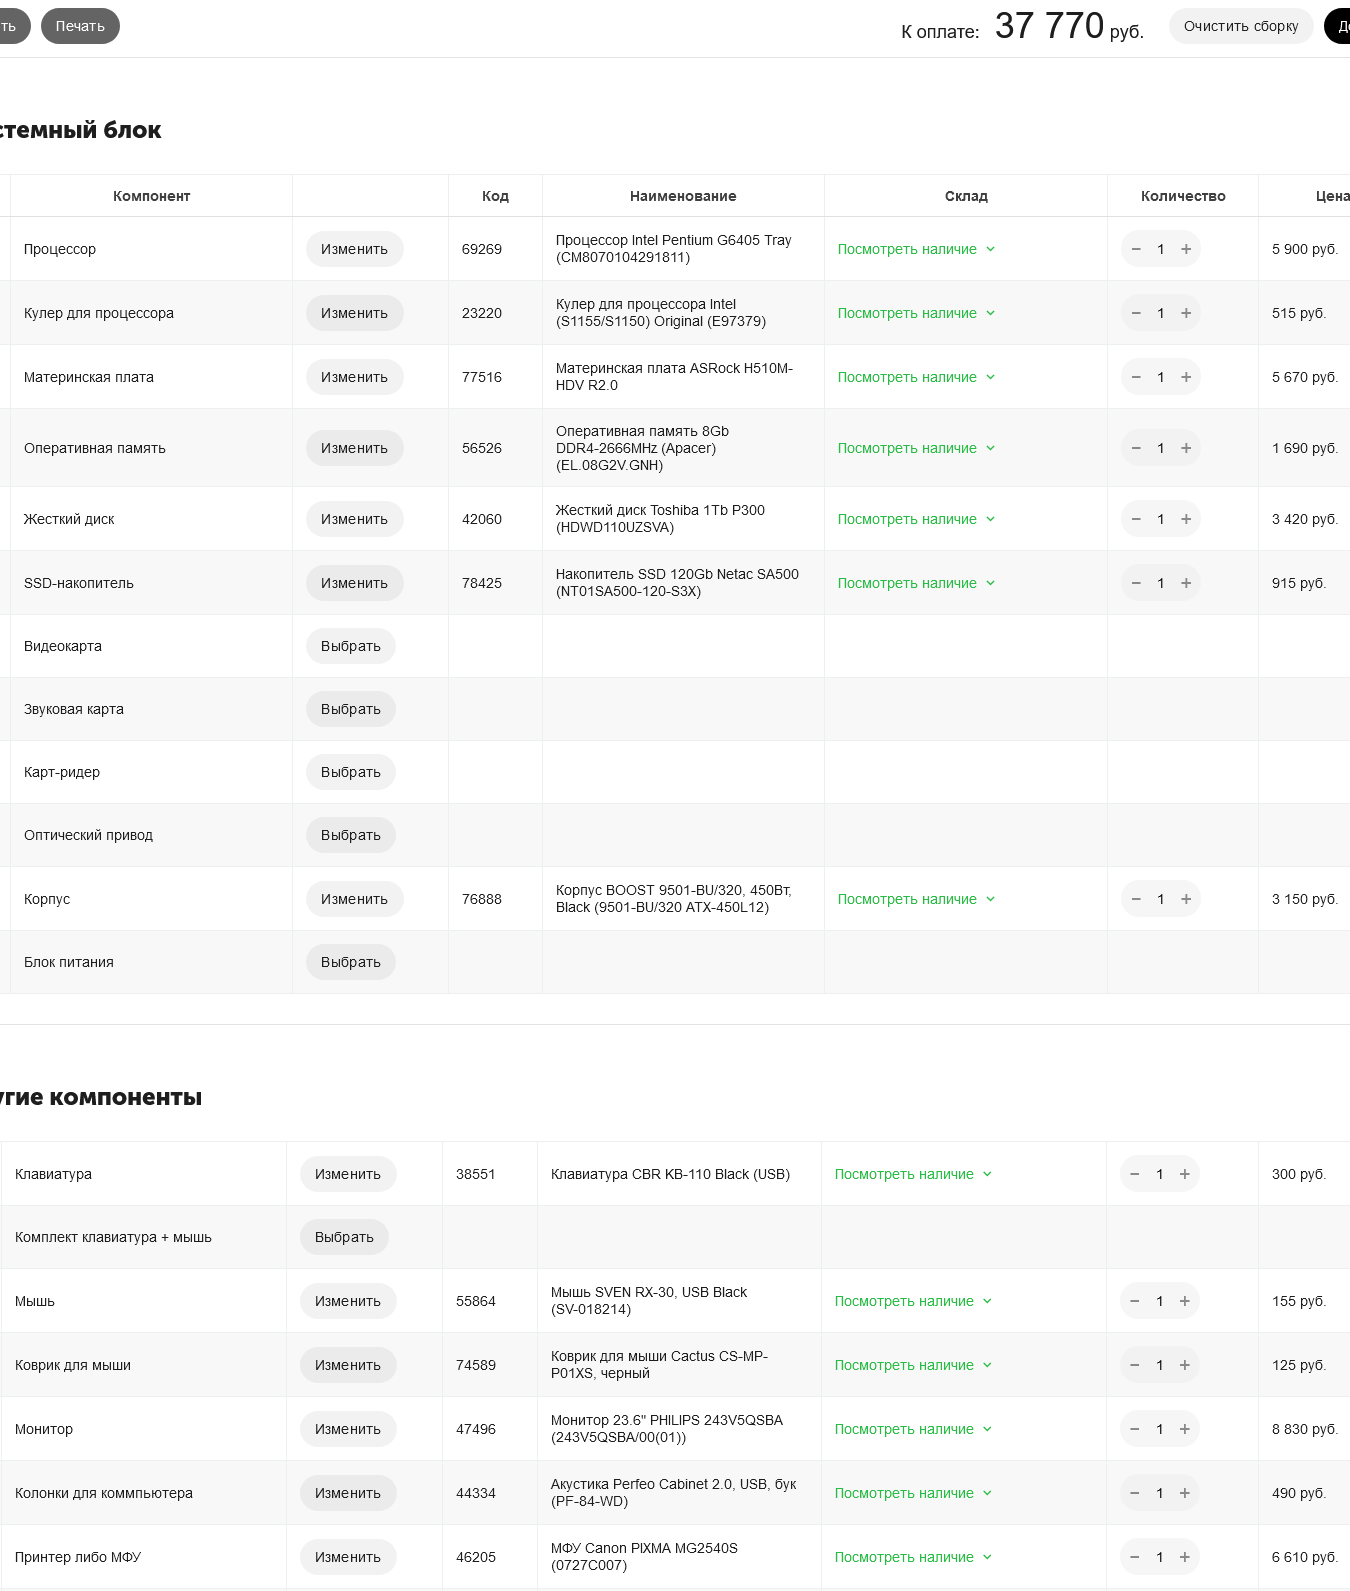 ть
Печать
К оплате: 37 770 руб.
Очистить сборку
стемный блок
Компонент Код Наименование Склад Количество Цена
Процессор Изменить 69269 Процессор Intel Pentium G6405 Tray Посмотреть наличие − 1 + 5 900 руб.
(CM8070104291811)
Кулер для процессора Изменить 23220 Кулер для процессора Intel Посмотреть наличие − 1 + 515 руб.
(S1155/S1150) Original (E97379)
Материнская плата Изменить 77516 Материнская плата ASRock H510M- Посмотреть наличие − 1 + 5 670 руб.
HDV R2.0
Оперативная память Изменить 56526 Оперативная память 8Gb Посмотреть наличие − 1 + 1 690 руб.
DDR4-2666MHz (Apacer)
(EL.08G2V.GNH)
Жесткий диск Изменить 42060 Жесткий диск Toshiba 1Tb P300 Посмотреть наличие − 1 + 3 420 руб.
(HDWD110UZSVA)
SSD-накопитель Изменить 78425 Накопитель SSD 120Gb Netac SA500 Посмотреть наличие − 1 + 915 руб.
(NT01SA500-120-S3X)
Видеокарта Выбрать
Звуковая карта Выбрать
Карт-ридер Выбрать
Оптический привод Выбрать
Корпус Изменить 76888 Корпус BOOST 9501-BU/320, 450Вт, Посмотреть наличие − 1 + 3 150 руб.
Black (9501-BU/320 ATX-450L12)
Блок питания Выбрать
угие компоненты
Клавиатура Изменить 38551 Клавиатура CBR KB-110 Black (USB) Посмотреть наличие − 1 + 300 руб.
Комплект клавиатура + мышь Выбрать
Мышь Изменить 55864 Мышь SVEN RX-30, USB Black Посмотреть наличие − 1 + 155 руб.
(SV-018214)
Коврик для мыши Изменить 74589 Коврик для мыши Cactus CS-MP- Посмотреть наличие − 1 + 125 руб.
P01XS, черный
Монитор Изменить 47496 Монитор 23.6" PHILIPS 243V5QSBA Посмотреть наличие − 1 + 8 830 руб.
(243V5QSBA/00(01))
Колонки для коммпьютера Изменить 44334 Акустика Perfeo Cabinet 2.0, USB, бук Посмотреть наличие − 1 + 490 руб.
(PF-84-WD)
Принтер либо МФУ Изменить 46205 МФУ Canon PIXMA MG2540S Посмотреть наличие − 1 + 6 610 руб.
(0727C007)